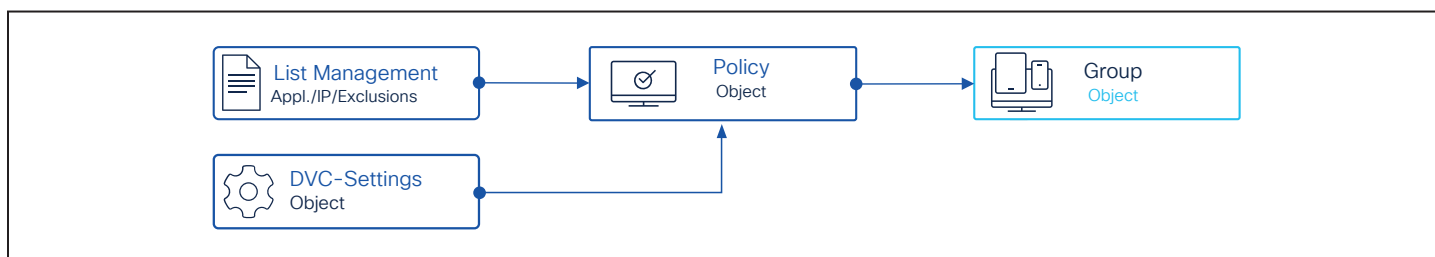 List Management
Appl./IP/Exclusions
Policy
Object
Group
Object
DVC-Settings
Object